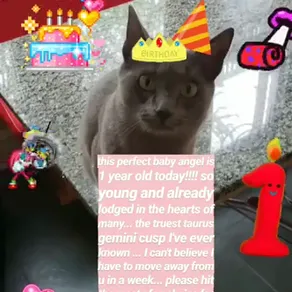 BIRTHDAY
this perfect baby angel is
1 year old today!!!! so
young and already
lodged in the hearts of
many... the truest taurus
gemini cusp I've ever
known ... I can't believe I
have to move away from
u in a week... please hit
1